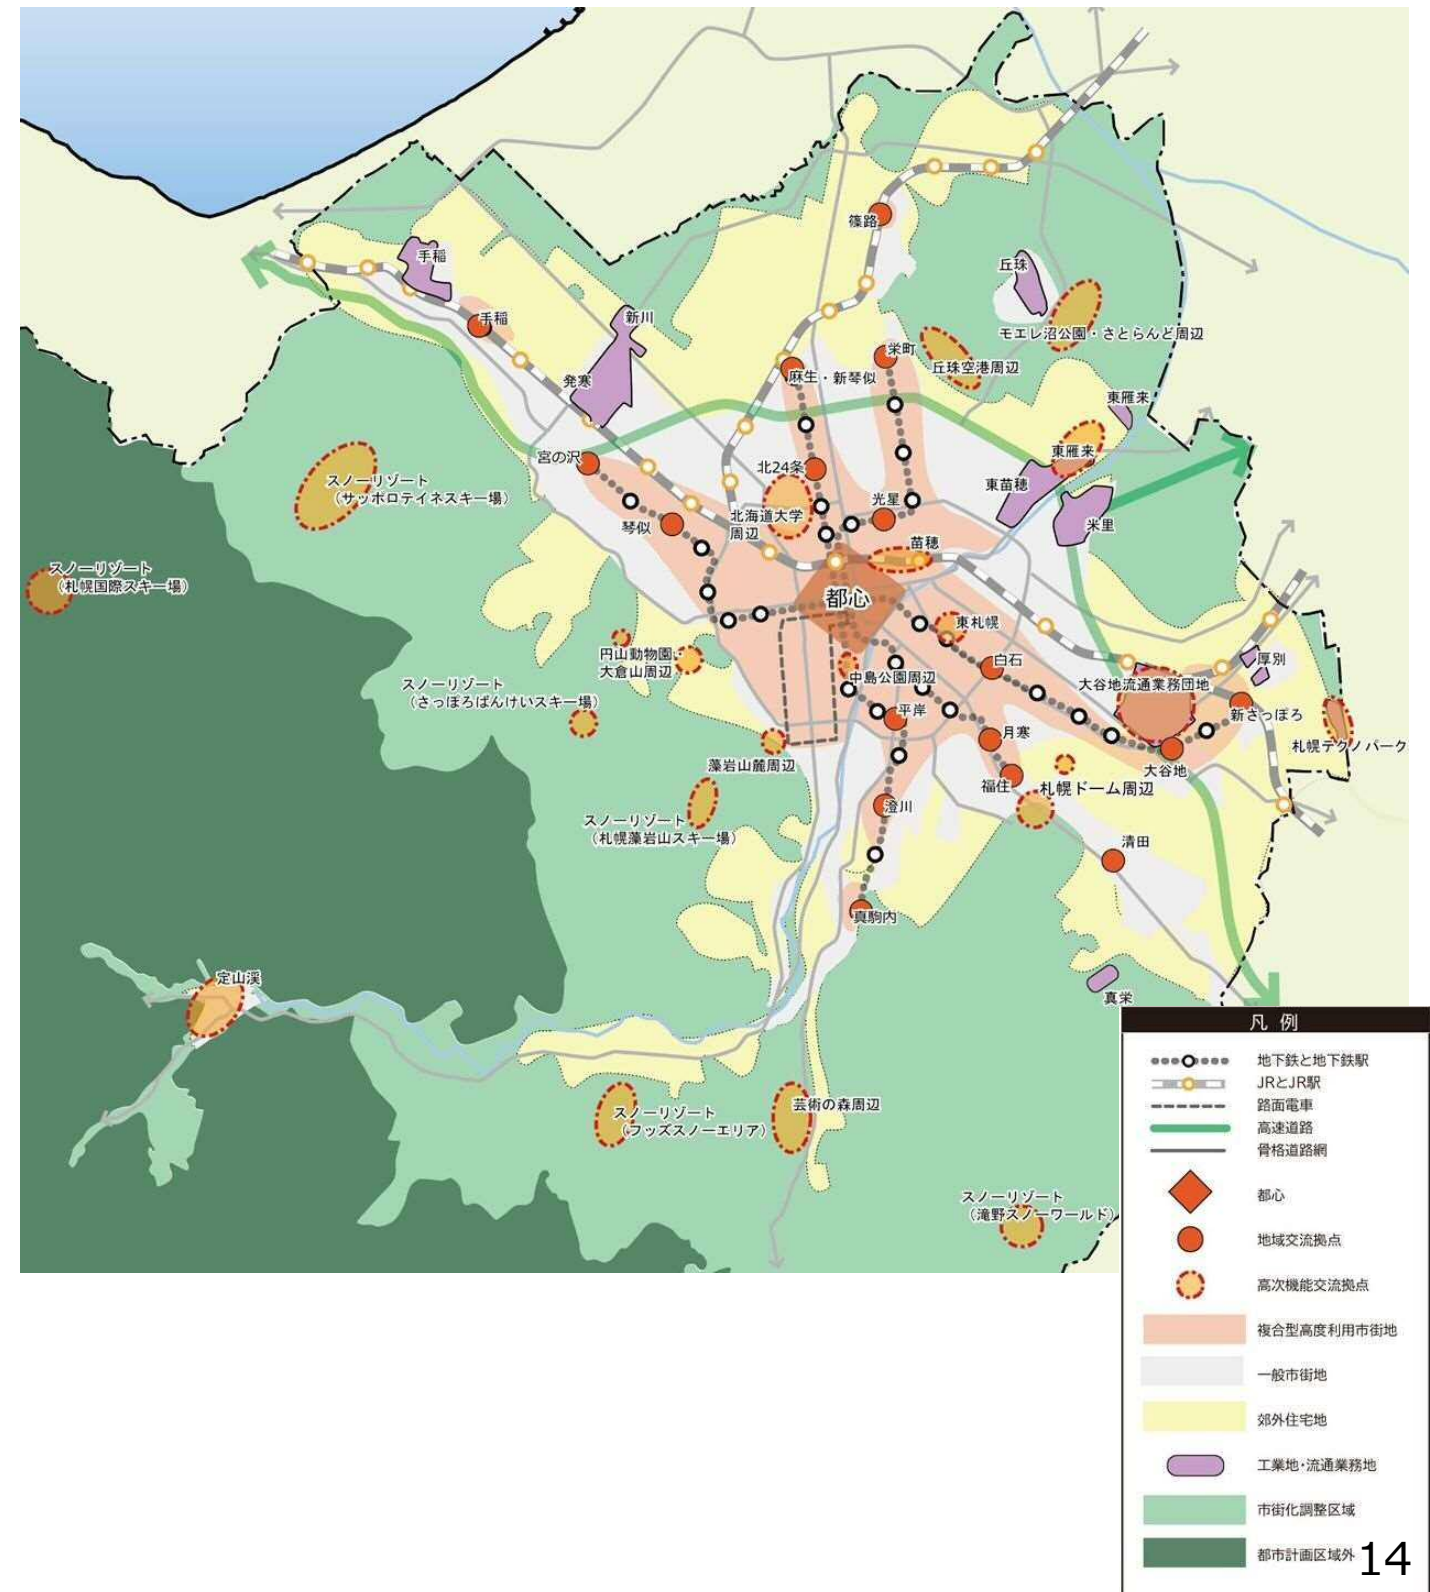 篠路
手稲
丘珠
手稲
新川
モエレ沼公園・さとらんど周辺
栄町
丘珠空港周辺
麻生・新琴似
発寒
東雁来
東雁来
宮の沢
北24条
スノーリゾート
（サッポロテイネスキー場）
東苗穂
光星
北海道大学
周辺
琴似
米里
苗穂
スノーリゾート
（札幌国際スキー場）
都心
東札幌
円山動物園・
大倉山周辺
白石
厚別
中島公園周辺
大谷地流通業務団地
スノーリゾート
（さっぽろばんけいスキー場）
平岸
新さっぽろ
月寒
札幌テクノパーク
藻岩山麓周辺
大谷地
福住
札幌ドーム周辺
澄川
スノーリゾート
（札幌藻岩山スキー場）
清田
真駒内
定山渓
真栄
芸術の森周辺
スノーリゾート
（フッズスノーエリア）
スノーリゾート
（滝野スノーワールド）
凡例
地下鉄と地下鉄駅
JRとJR駅
路面電車
高速道路
骨格道路網
都心
地域交流拠点
高次機能交流拠点
複合型高度利用市街地
一般市街地
郊外住宅地
工業地・流通業務地
市街化調整区域
都市計画区域外
14